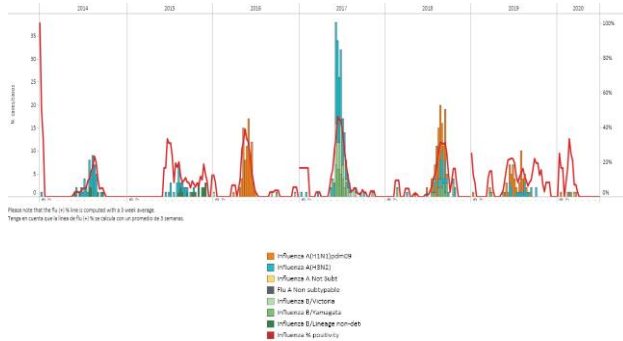 2014 2015 2016 2017 2018 2019 2020
35 100%
30 80%
25
20 60%
15 40%
10
5 20%
0 0%
Please note that the flu (+) % line is computed with a 3 week average.
Tenga en cuenta que la línea de flu (+) % se calcula con un promedio de 3 semanas.
Influenza A(H1N1)pdm09
Influenza A(H3N2)
Influenza A Not Subt
Flu A Non subtypable
Influenza B/Victoria
Influenza B/Yamagata
Influenza B/Lineage non-det
Influenza % positivity